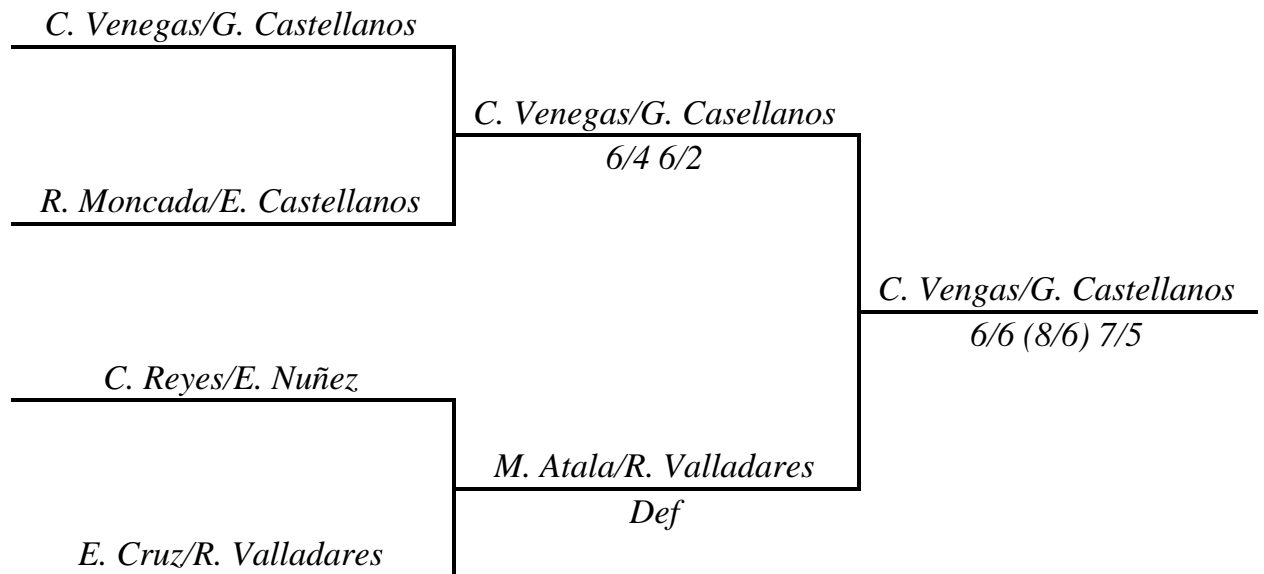 C. Venegas/G. Castellanos
C. Venegas/G. Casellanos
6/4 6/2
R. Moncada/E. Castellanos
C. Vengas/G. Castellanos
6/6 (8/6) 7/5
C. Reyes/E. Nuñez
M. Atala/R. Valladares
Def
E. Cruz/R. Valladares